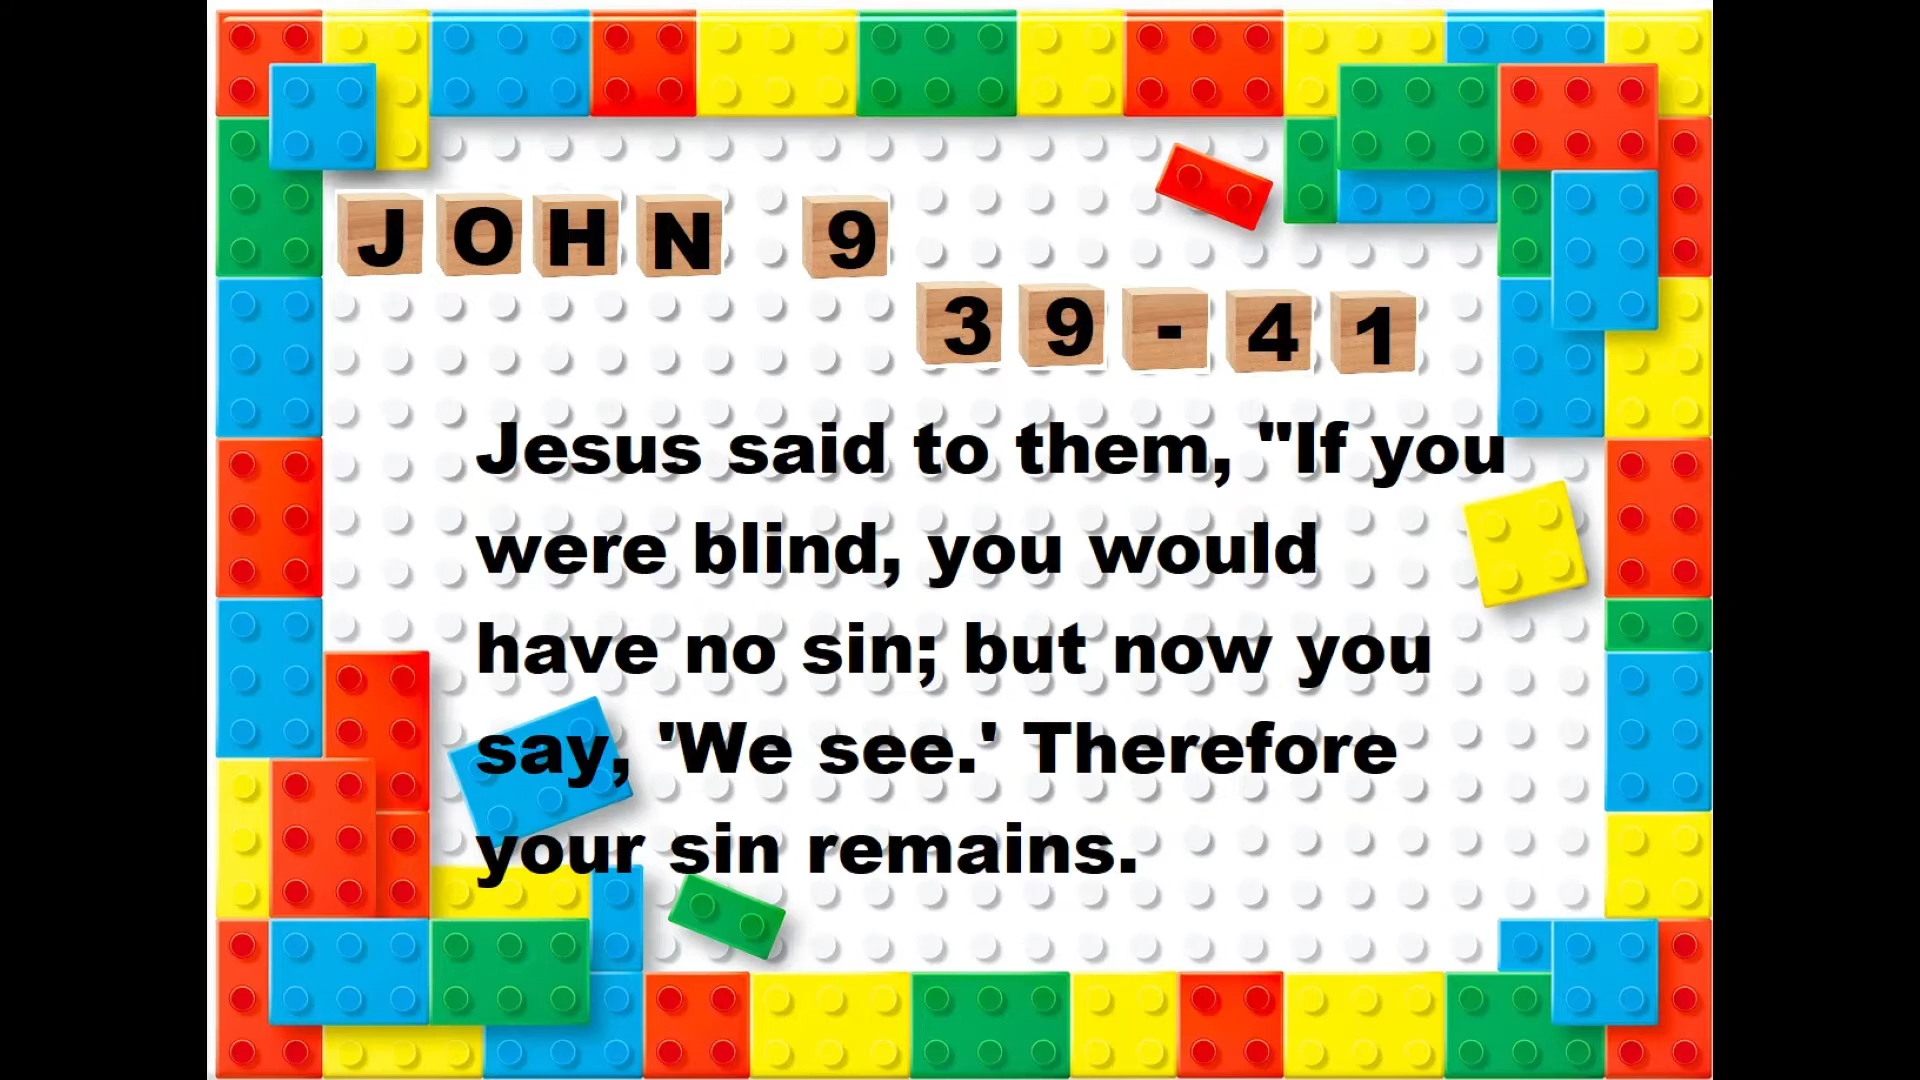 JOHN 9
39-41
Jesus said to them, "If you
were blind, you would
have no sin; but now you
say, 'We see.' Therefore
your sin remains.